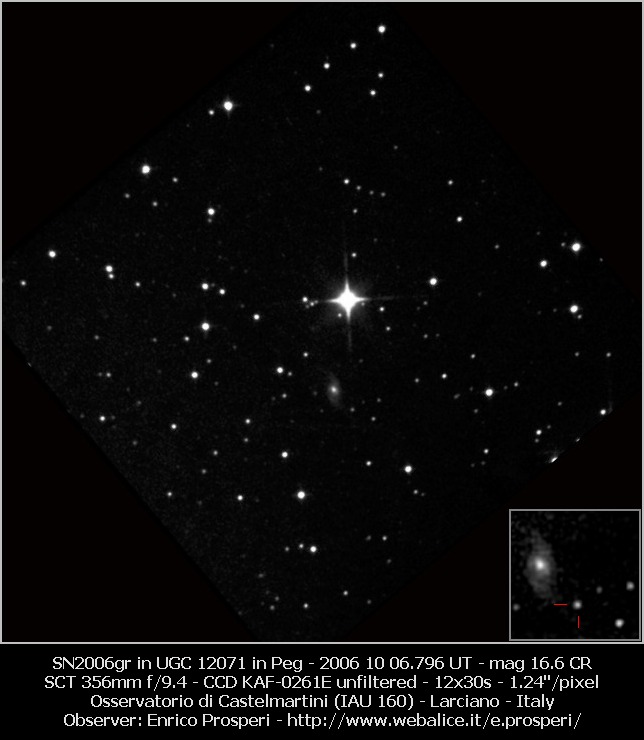 SN2006gr in UGC 12071 in Peg - 2006 10 06.796 UT - mag 16.6 CR
SCT 356mm f/9.4 - CCD KAF-0261E unfiltered - 12x30s - 1.24"/pixel
Osservatorio di Castelmartini (IAU 160) - Larciano - Italy
Observer: Enrico Prosperi - http://www.webalice.it/e.prosperi/